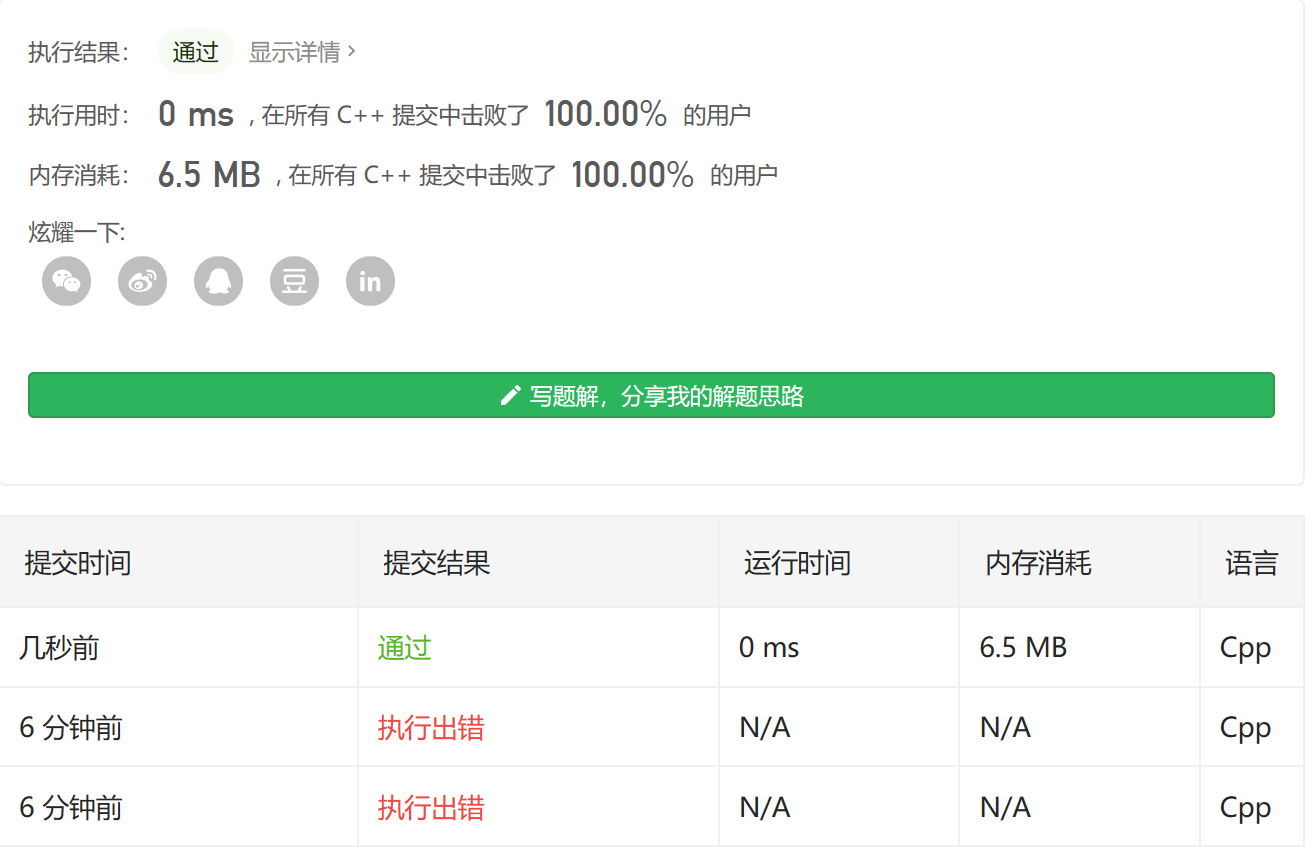 执行结果： 通过 显示详情 >
执行用时： 0 ms , 在所有 C++ 提交中击败了 100.00% 的用户
内存消耗： 6.5 MB , 在所有 C++ 提交中击败了 100.00% 的用户
炫耀一下:
豆 in
写题解，分享我的解题思路
提交时间 提交结果 运行时间 内存消耗 语言
几秒前 通过 0 ms 6.5 MB Cpp
6 分钟前 执行出错 N/A N/A Cpp
6 分钟前 执行出错 N/A N/A Cpp